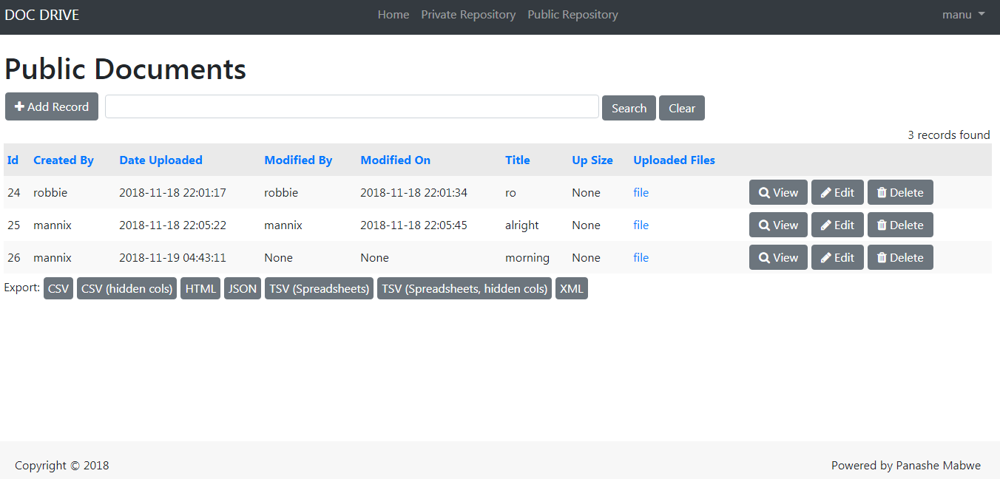 DOC DRIVE Home Private Repository Public Repository manu
Public Documents
Add Record Search Clear
3 records found
Id Created By Date Uploaded Modified By Modified On Title Up Size Uploaded Files
24 robbie 2018-11-18 22:01:17 robbie 2018-11-18 22:01:34 ro None file View Edit Delete
25 mannix 2018-11-18 22:05:22 mannix 2018-11-18 22:05:45 alright None file View Edit Delete
26 mannix 2018-11-19 04:43:11 None None morning None file View Edit Delete
Export: CSV CSV (hidden cols) HTML JSON TSV (Spreadsheets) TSV (Spreadsheets, hidden cols) XML
Copyright © 2018 Powered by Panashe Mabwe